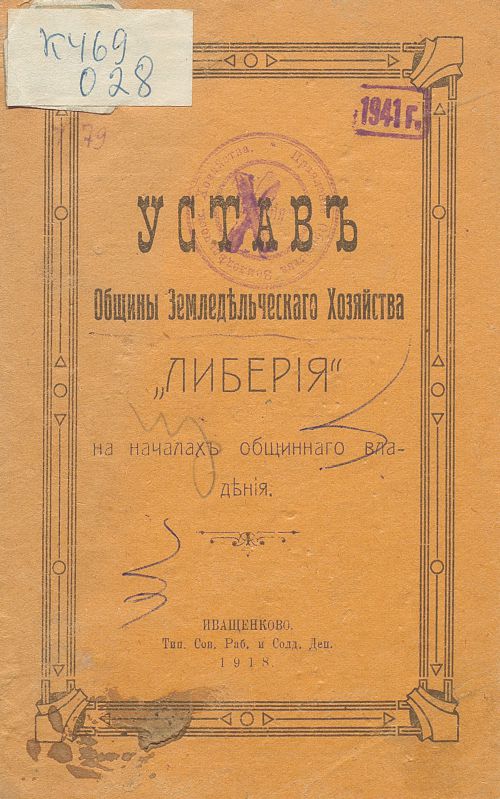 К469
028
1941 г.
79
УСТАВЪ
Общины Земледѣльческаго Хозяйства
„ЛИБЕРІЯ“
на началахъ общиннаго вла-
дѣнія.
ИВАЩЕНКОВО.
Тип. Сов. Раб. и Солд. Деп.
1918.